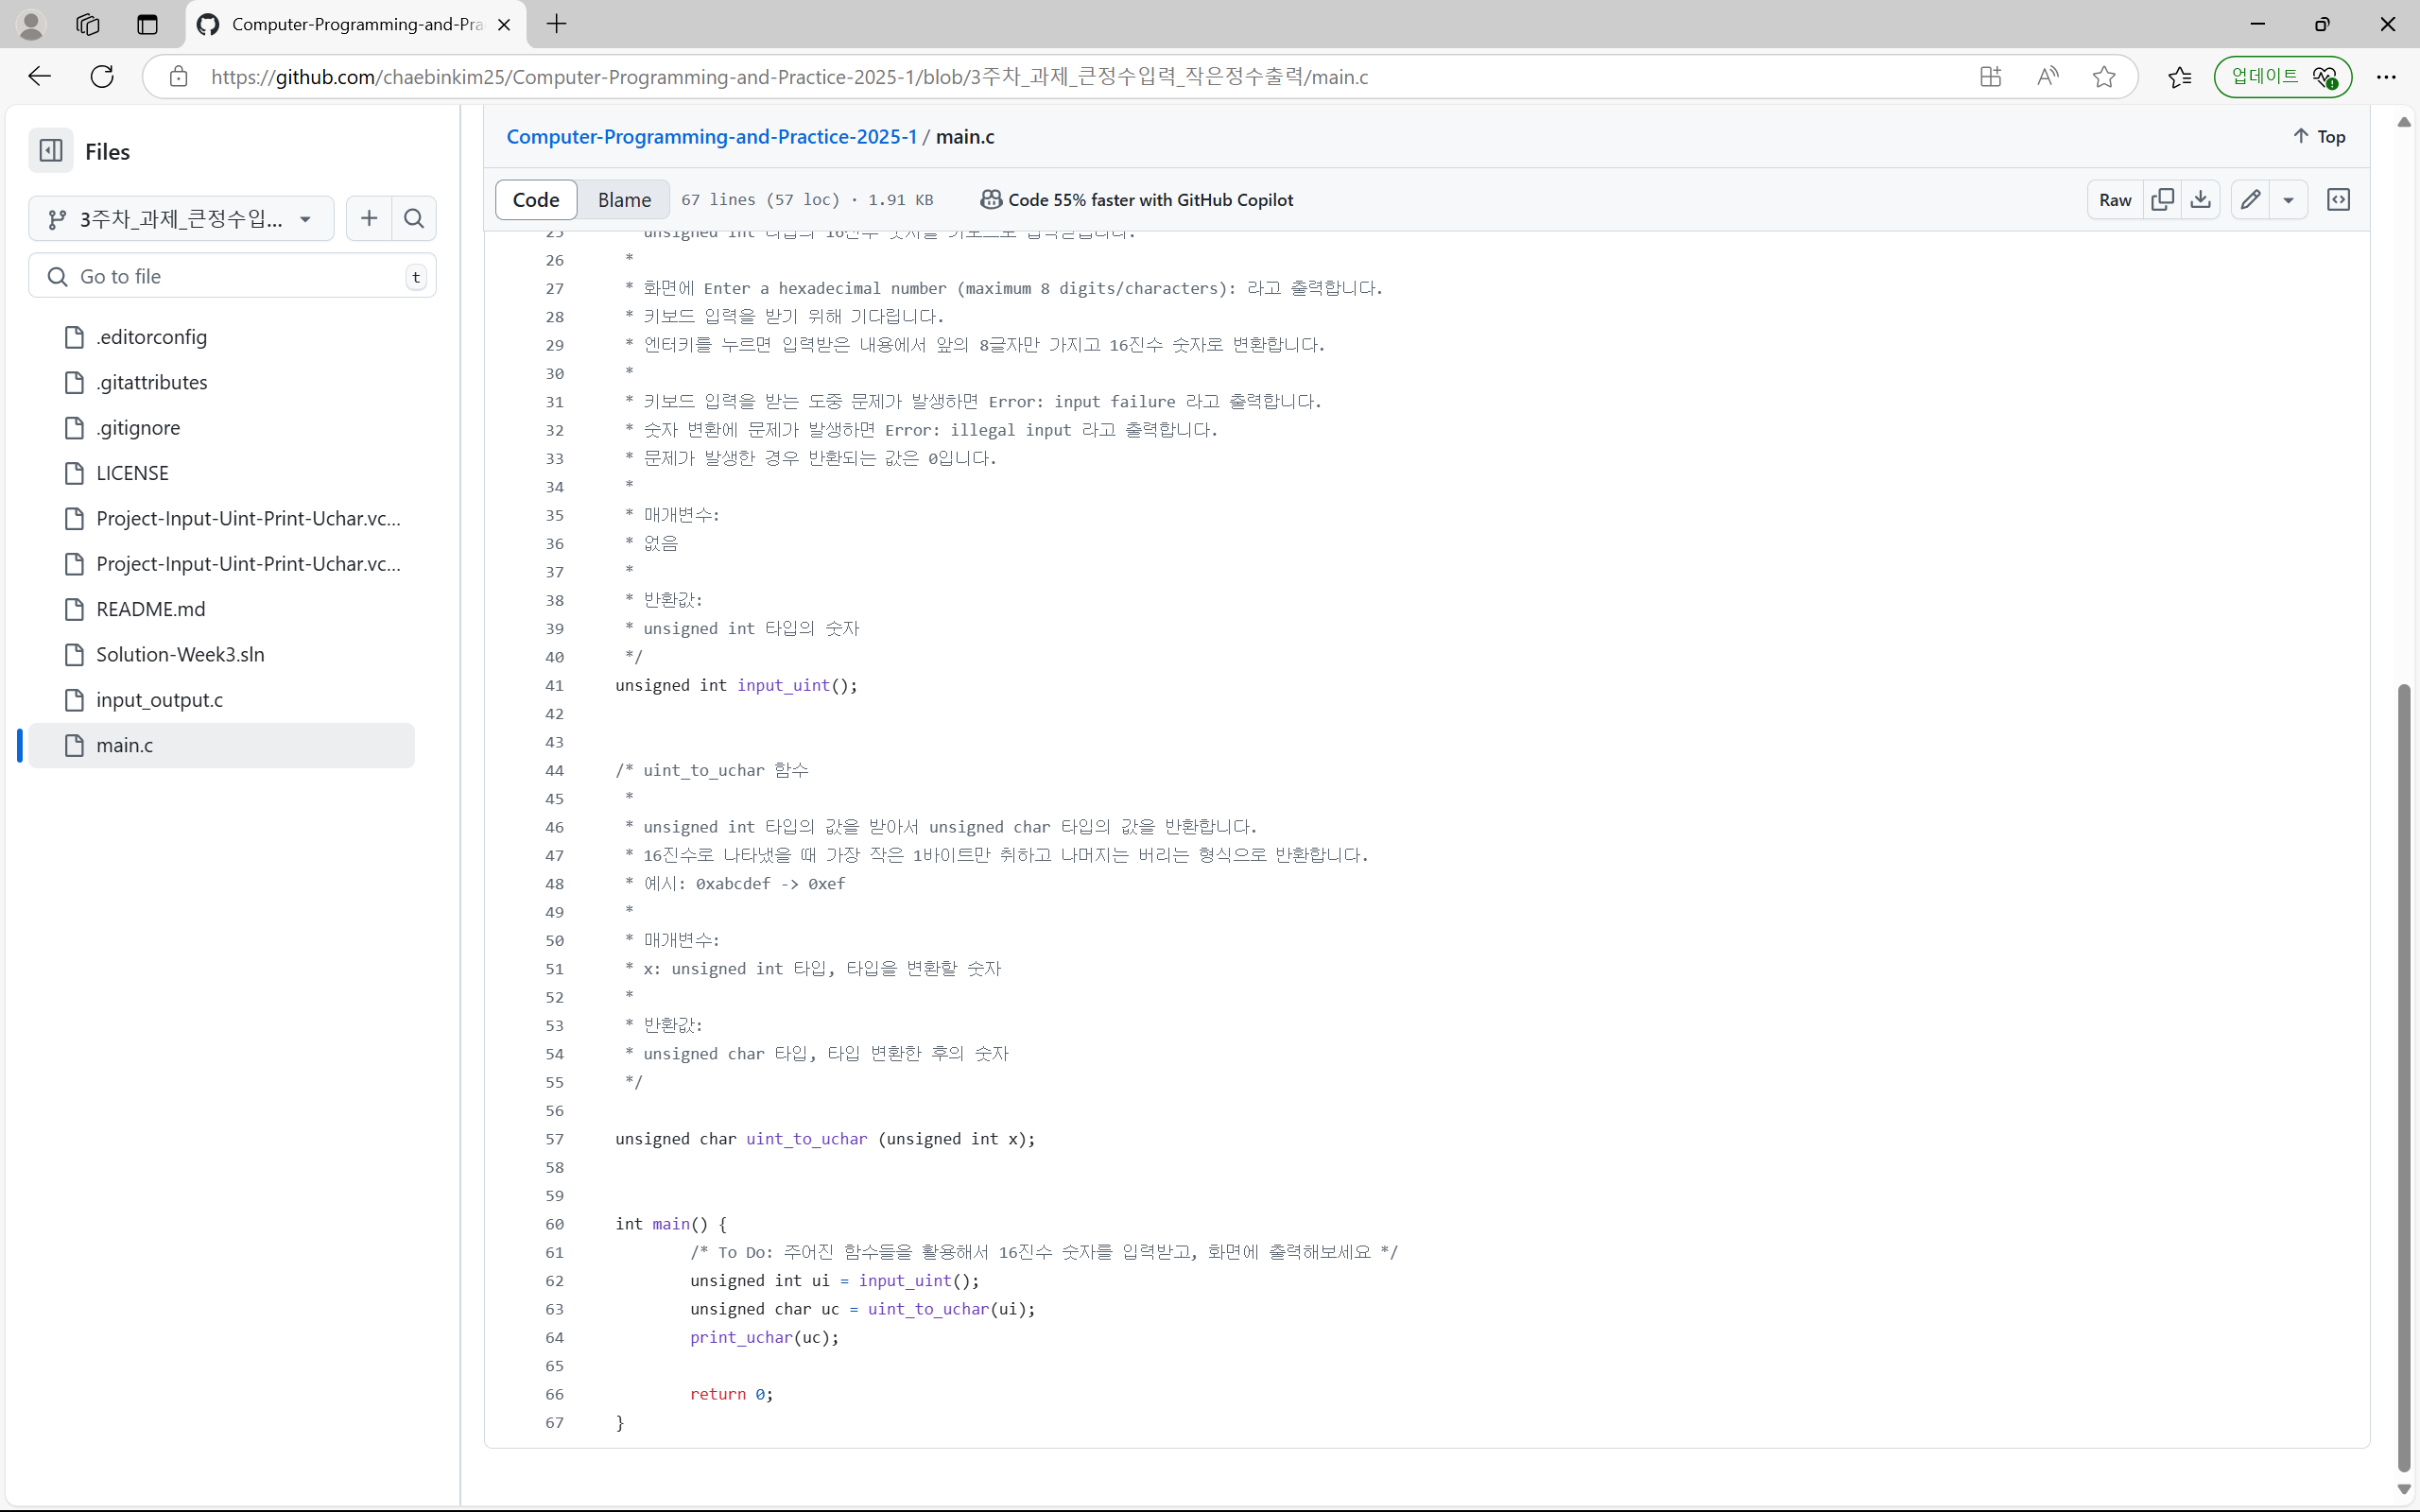 Computer-Programming-and-Pra
https://github.com/chaebinkim25/Computer-Programming-and-Practice-2025-1/blob/3주차_과제_큰정수입력_작은정수출력/main.c
업데이트
Files
3주차_과제_큰정수입...
Go to file
t
.editorconfig
.gitattributes
.gitignore
LICENSE
Project-Input-Uint-Print-Uchar.vc...
Project-Input-Uint-Print-Uchar.vc...
README.md
Solution-Week3.sln
input_output.c
main.c
Computer-Programming-and-Practice-2025-1 / main.c
Top
Code Blame 67 lines (57 loc) · 1.91 KB Code 55% faster with GitHub Copilot
Raw
25 unsigned int 타입의 16진수 숫자를 키보드로 입력받습니다.
26 *
27 * 화면에 Enter a hexadecimal number (maximum 8 digits/characters): 라고 출력합니다.
28 * 키보드 입력을 받기 위해 기다립니다.
29 * 엔터키를 누르면 입력받은 내용에서 앞의 8글자만 가지고 16진수 숫자로 변환합니다.
30 *
31 * 키보드 입력을 받는 도중 문제가 발생하면 Error: input failure 라고 출력합니다.
32 * 숫자 변환에 문제가 발생하면 Error: illegal input 라고 출력합니다.
33 * 문제가 발생한 경우 반환되는 값은 0입니다.
34 *
35 * 매개변수:
36 * 없음
37 *
38 * 반환값:
39 * unsigned int 타입의 숫자
40 */
41 unsigned int input_uint();
42
43
44 /* uint_to_uchar 함수
45 *
46 * unsigned int 타입의 값을 받아서 unsigned char 타입의 값을 반환합니다.
47 * 16진수로 나타냈을 때 가장 작은 1바이트만 취하고 나머지는 버리는 형식으로 반환합니다.
48 * 예시: 0xabcdef -> 0xef
49 *
50 * 매개변수:
51 * x: unsigned int 타입, 타입을 변환할 숫자
52 *
53 * 반환값:
54 * unsigned char 타입, 타입 변환한 후의 숫자
55 */
56
57 unsigned char uint_to_uchar (unsigned int x);
58
59
60 int main() {
61 /* To Do: 주어진 함수들을 활용해서 16진수 숫자를 입력받고, 화면에 출력해보세요 */
62 unsigned int ui = input_uint();
63 unsigned char uc = uint_to_uchar(ui);
64 print_uchar(uc);
65
66 return 0;
67 }